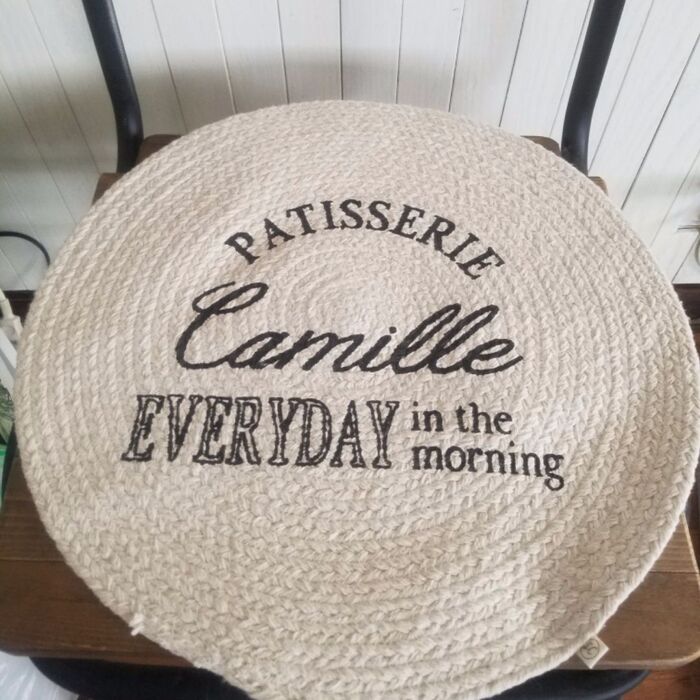 PATISSERIE
Camille
EVERYDAY in the
morning